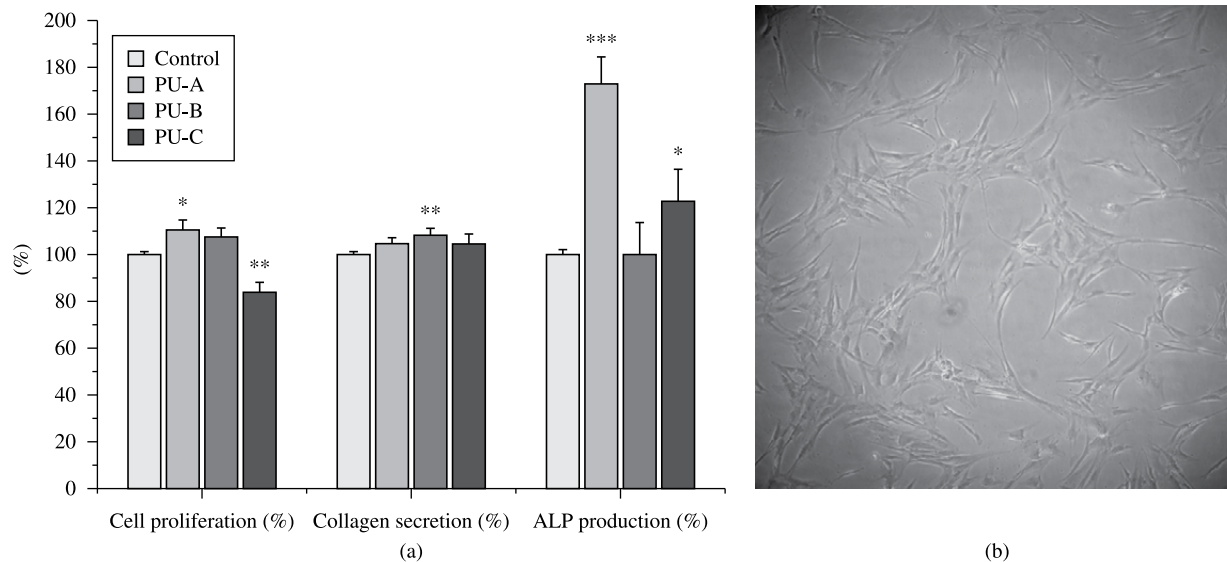 200
180
160
140
120
100
80
60
40
20
0
(%)
Control
PU-A
PU-B
PU-C
*
**
**
***
*
Cell proliferation (%)
Collagen secretion (%)
ALP production (%)
(a)
(b)